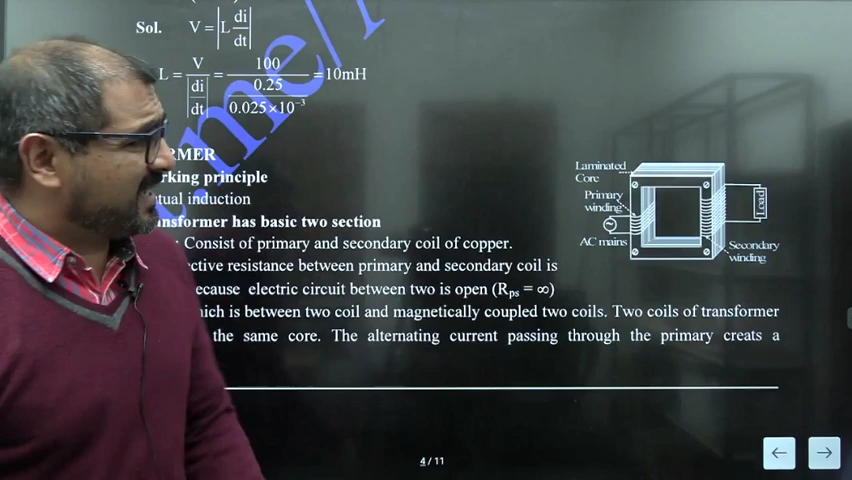 Sol. V = |L di/dt|
L = V/|di/dt| = 100/(0.25/0.025×10⁻³) = 10mH
t.me/
RMER
rking principle
tual induction
nsformer has basic two section
: Consist of primary and secondary coil of copper.
ective resistance between primary and secondary coil is
ecause electric circuit between two is open (Rₚₛ = ∞)
hich is between two coil and magnetically coupled two coils. Two coils of transformer
the same core. The alternating current passing through the primary creats a
Laminated
Core
Primary
winding
AC mains
Load
Secondary
winding
4 / 11